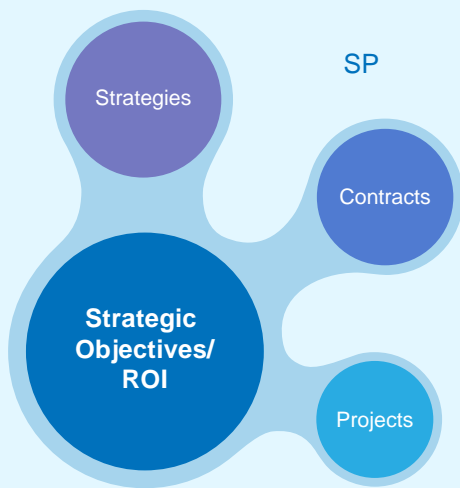 SP
Strategies
Contracts
Strategic
Objectives/
ROI
Projects